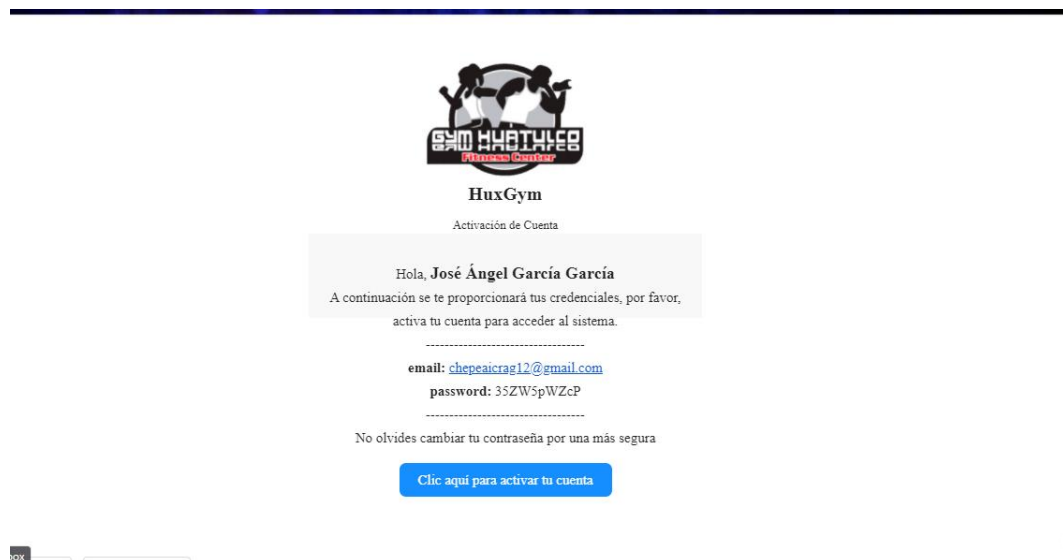 GYM HUATULCO
Fitness Center
HuxGym
Activación de Cuenta
Hola, José Ángel García García
A continuación se te proporcionará tus credenciales, por favor,
activa tu cuenta para acceder al sistema.
----------------------------------
email: chepeaicrag12@gmail.com
password: 35ZW5pWZcP
----------------------------------
No olvides cambiar tu contraseña por una más segura
Clic aquí para activar tu cuenta